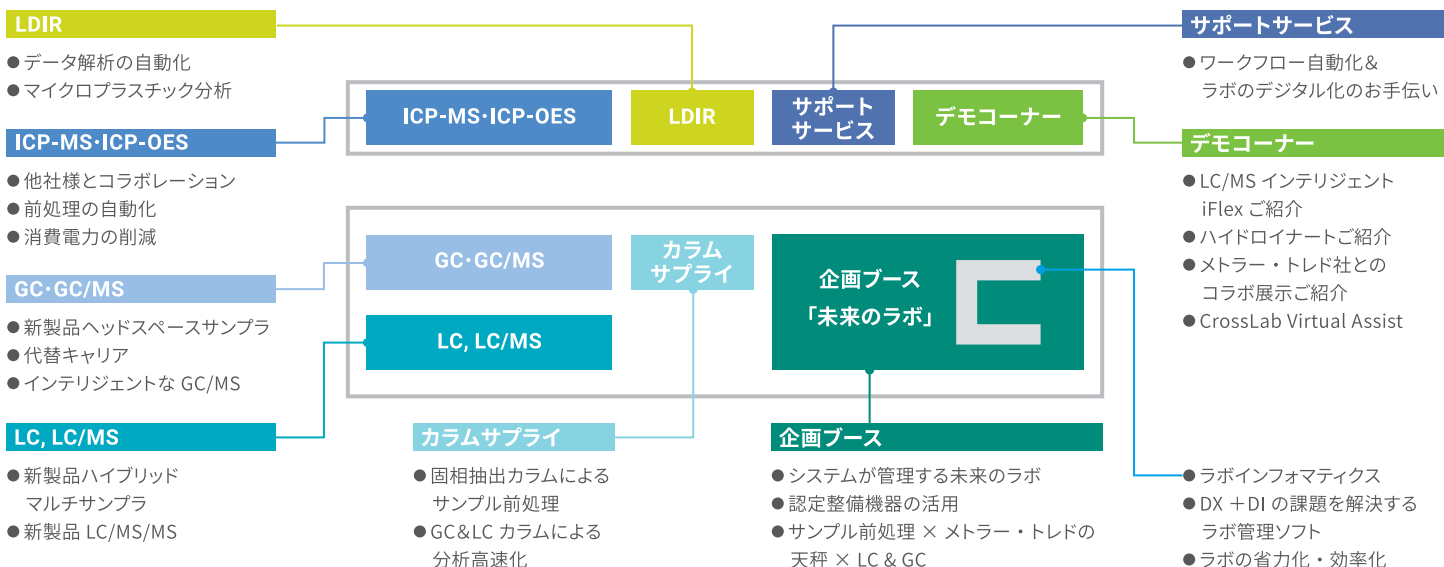 LDIR
● データ解析の自動化
● マイクロプラスチック分析
ICP-MS・ICP-OES
● 他社様とコラボレーション
● 前処理の自動化
● 消費電力の削減
GC・GC/MS
● 新製品ヘッドスペースサンプラ
● 代替キャリア
● インテリジェントな GC/MS
LC, LC/MS
● 新製品ハイブリッド
マルチサンプラ
● 新製品 LC/MS/MS
ICP-MS・ICP-OES
LDIR
サポート
サービス
デモコーナー
GC・GC/MS
カラム
サプライ
LC, LC/MS
企画ブース
「未来のラボ」
カラムサプライ
● 固相抽出カラムによる
サンプル前処理
● GC&LC カラムによる
分析高速化
企画ブース
● システムが管理する未来のラボ
● 認定整備機器の活用
● サンプル前処理 × メトラー・トレドの
天秤 × LC & GC
サポートサービス
● ワークフロー自動化&
ラボのデジタル化のお手伝い
デモコーナー
● LC/MS インテリジェント
iFlex ご紹介
● ハイドロイナートご紹介
● メトラー・トレド社との
コラボ展示ご紹介
● CrossLab Virtual Assist
● ラボインフォマティクス
● DX +DI の課題を解決する
ラボ管理ソフト
● ラボの省力化・効率化